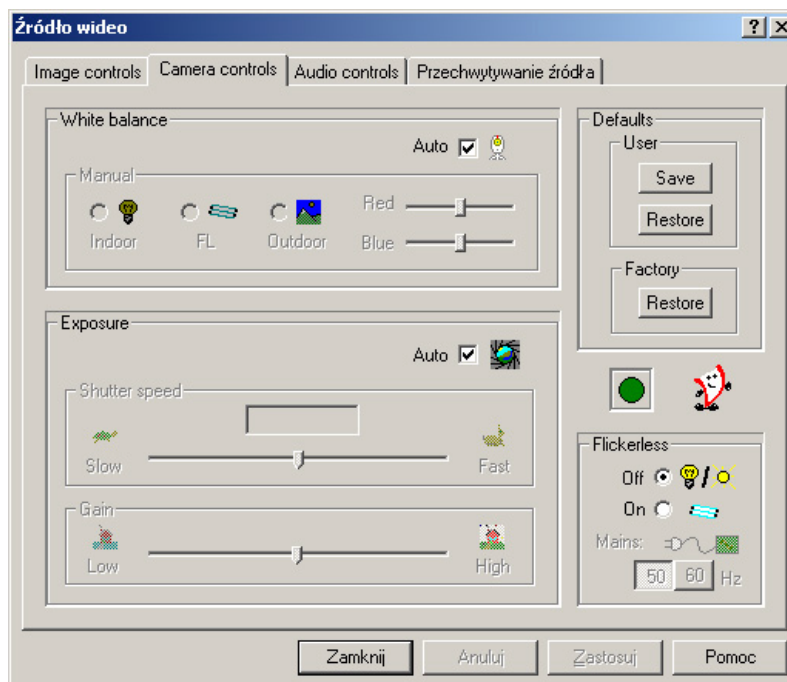 Źródło wideo
Image controls
Camera controls
Audio controls
Przechwytywanie źródła
White balance
Auto
Manual
Indoor
FL
Outdoor
Red
Blue
Exposure
Auto
Shutter speed
Slow
Fast
Gain
Low
High
Defaults
User
Save
Restore
Factory
Restore
Flickerless
Off
On
Mains:
50
60
Hz
Zamknij
Anuluj
Zastosuj
Pomoc